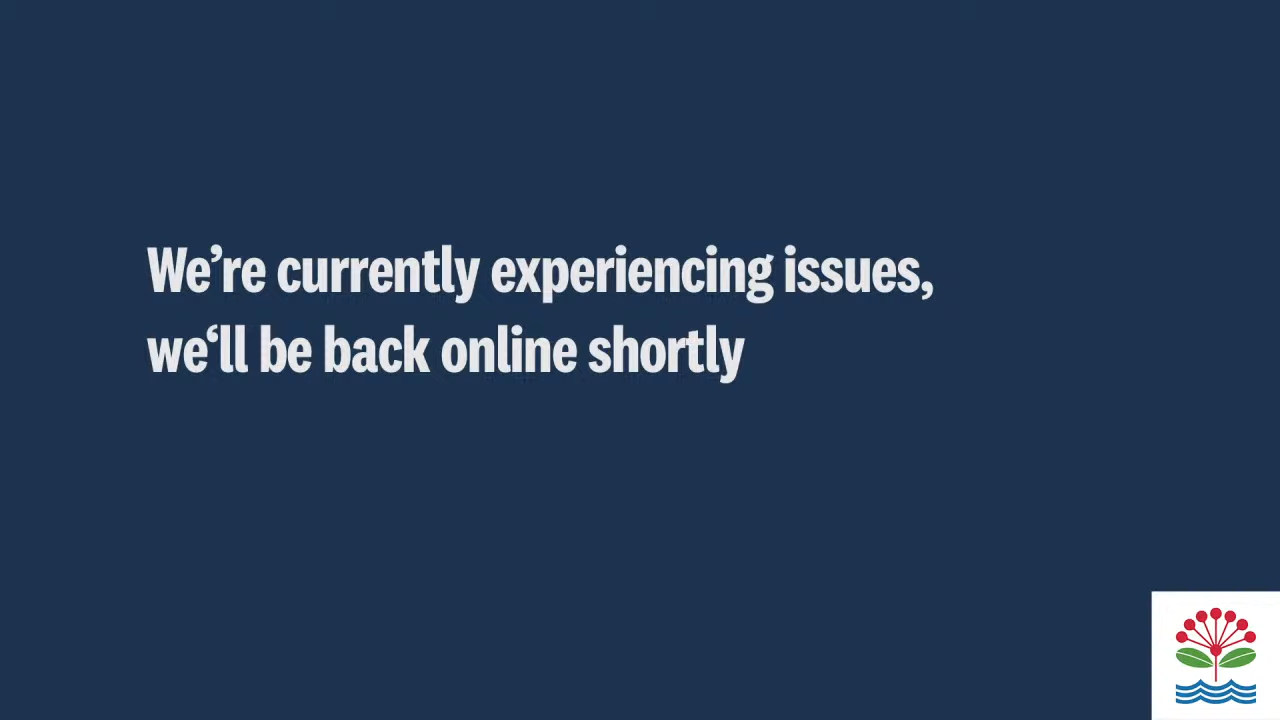 We’re currently experiencing issues,
we‘ll be back online shortly